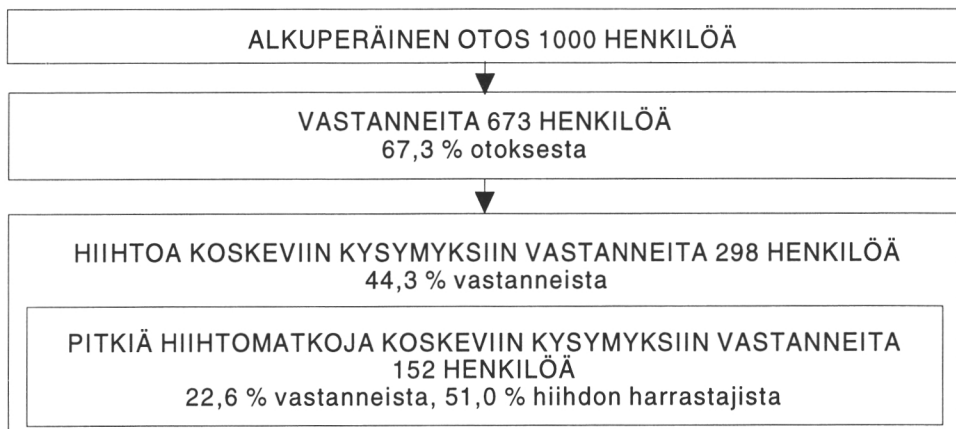 ALKUPERÄINEN OTOS 1000 HENKILÖÄ
VASTANNEITA 673 HENKILÖÄ
67,3 % otoksesta
HIIHTOA KOSKEVIIN KYSYMYKSIIN VASTANNEITA 298 HENKILÖÄ
44,3 % vastanneista
PITKIÄ HIIHTOMATKOJA KOSKEVIIN KYSYMYKSIIN VASTANNEITA
152 HENKILÖÄ
22,6 % vastanneista, 51,0 % hiihdon harrastajista